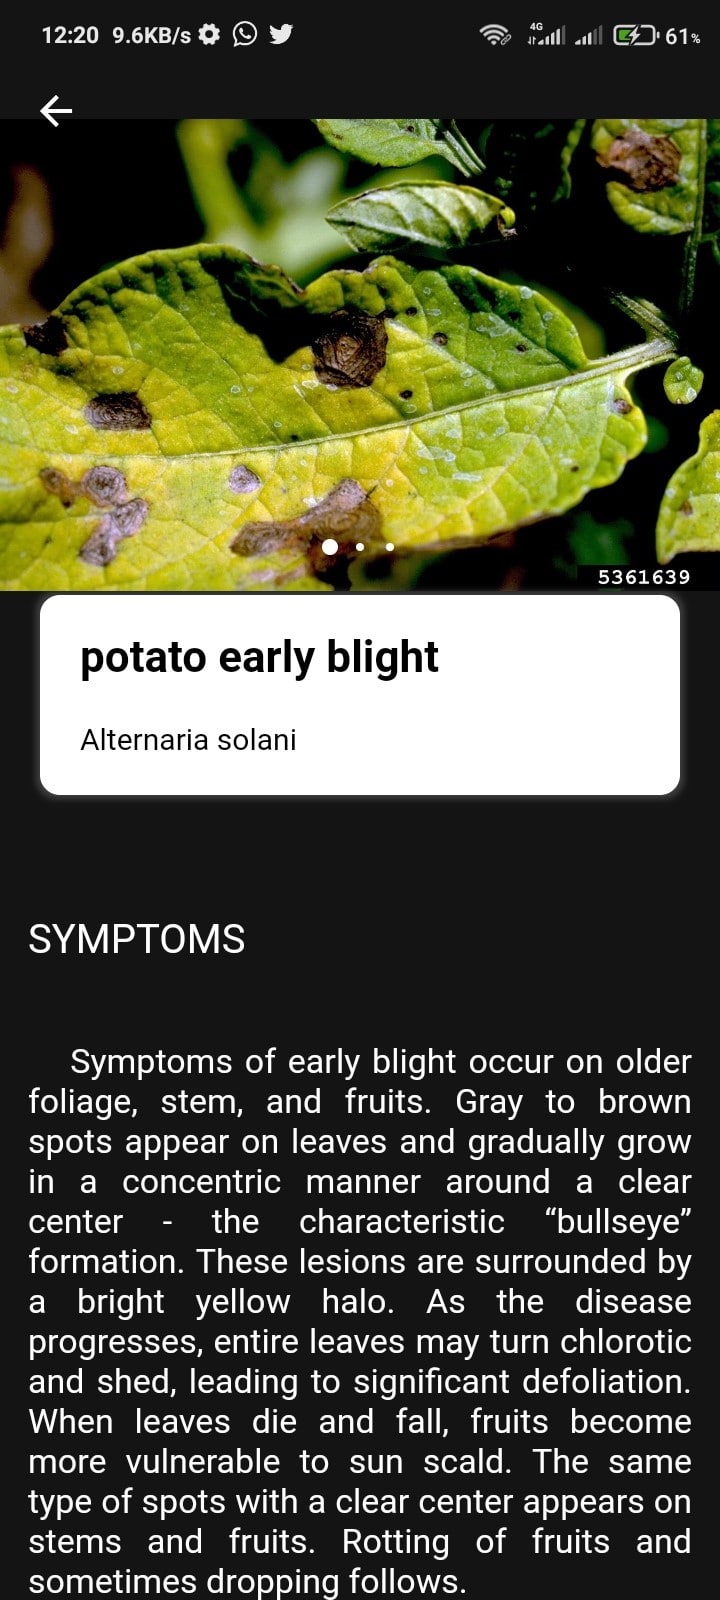 12:20 9.6KB/s 4G 61%
5361639
potato early blight
Alternaria solani
SYMPTOMS
Symptoms of early blight occur on older
foliage, stem, and fruits. Gray to brown
spots appear on leaves and gradually grow
in a concentric manner around a clear
center - the characteristic “bullseye”
formation. These lesions are surrounded by
a bright yellow halo. As the disease
progresses, entire leaves may turn chlorotic
and shed, leading to significant defoliation.
When leaves die and fall, fruits become
more vulnerable to sun scald. The same
type of spots with a clear center appears on
stems and fruits. Rotting of fruits and
sometimes dropping follows.